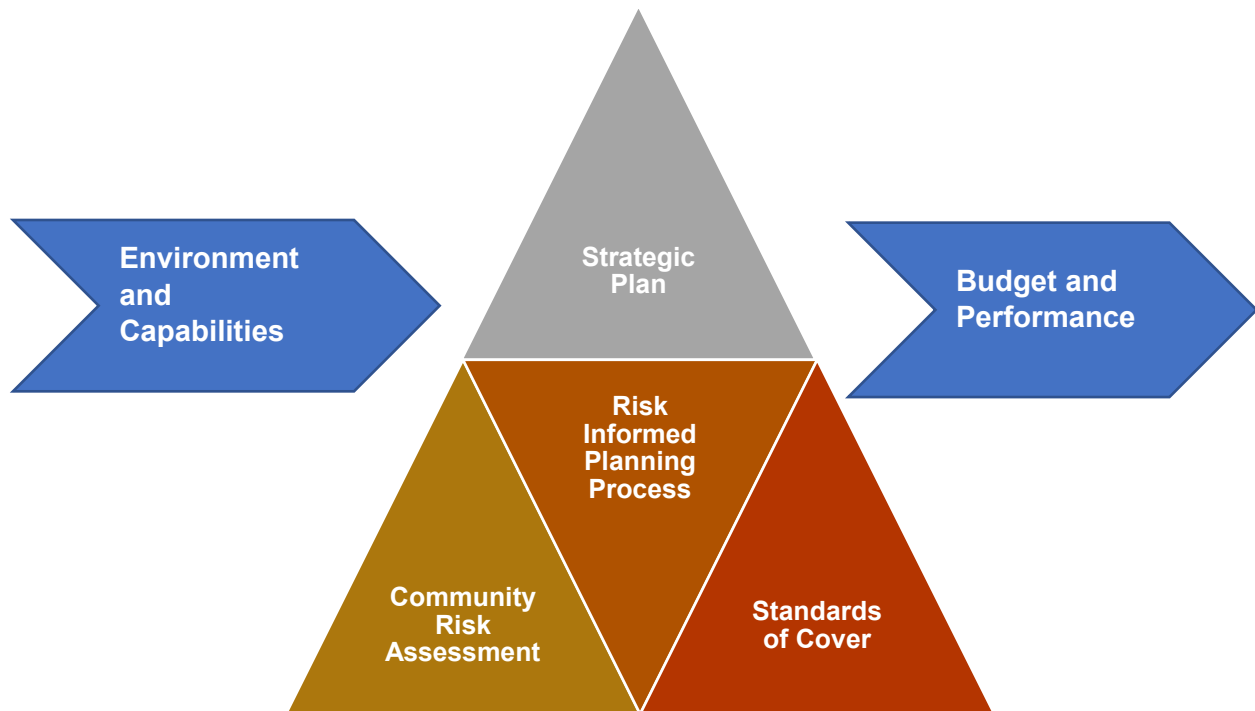 Environment
and
Capabilities
Strategic
Plan
Budget and
Performance
Risk
Informed
Planning
Process
Community
Risk
Assessment
Standards
of Cover